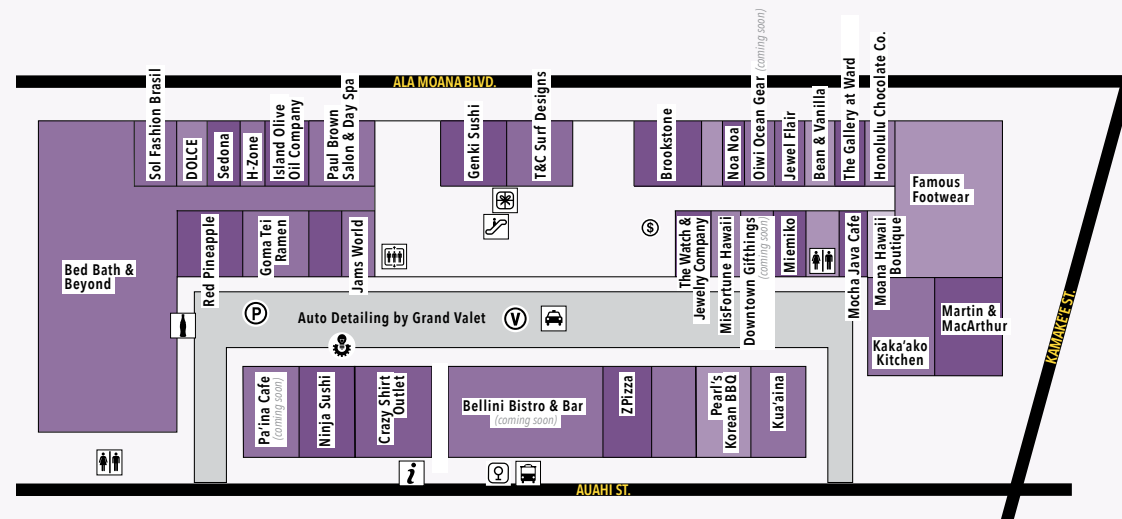 ALA MOANA BLVD.
Sol Fashion Brasil
DOLCE
Sedona
H-Zone
Island Olive
Oil Company
Paul Brown
Salon & Day Spa
Genki Sushi
T&C Surf Designs
Brookstone
Noa Noa
Oiwi Ocean Gear (coming soon)
Jewel Flair
Bean & Vanilla
The Gallery at Ward
Honolulu Chocolate Co.
Famous
Footwear
Bed Bath &
Beyond
Red Pineapple
Goma Tei
Ramen
Jams World
$
The Watch &
Jewelry Company
MisFortune Hawaii
Downtown Gifthings
(coming soon)
Miemiko
Mocha Java Cafe
Moana Hawaii
Boutique
Kaka‘ako
Kitchen
Martin &
MacArthur
KAMAKE‘E ST.
P
Auto Detailing by Grand Valet
V
Pa‘ina Cafe
(coming soon)
Ninja Sushi
Crazy Shirt
Outlet
Bellini Bistro & Bar
(coming soon)
ZPizza
Pearl's
Korean BBQ
Kua‘aina
i
AUAHI ST.